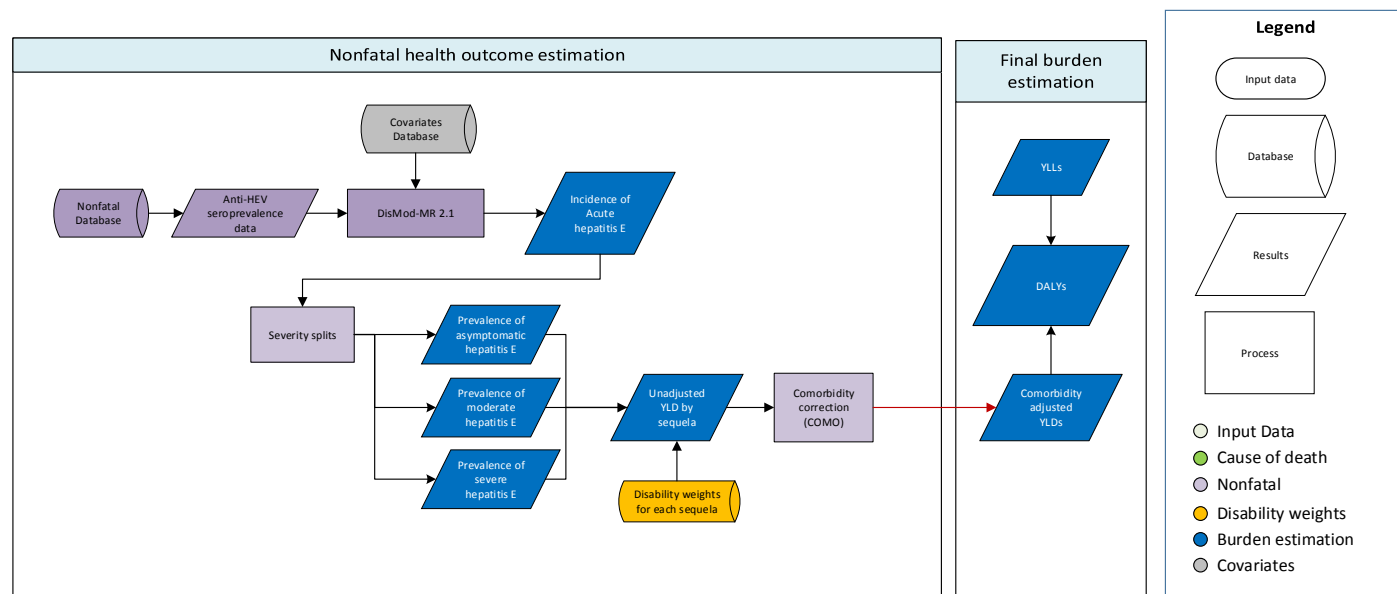 Nonfatal health outcome estimation
Final burden
estimation
Legend
Input data
Database
Results
Process
Input Data
Cause of death
Nonfatal
Disability weights
Burden estimation
Covariates
Covariates
Database
Nonfatal
Database
Anti-HEV
seroprevalence
data
DisMod-MR 2.1
Incidence of
Acute
hepatitis E
Severity splits
Prevalence of
asymptomatic
hepatitis E
Prevalence of
moderate
hepatitis E
Prevalence of
severe
hepatitis E
Unadjusted
YLD by
sequela
Disability weights
for each sequela
Comorbidity
correction
(COMO)
YLLs
DALYs
Comorbidity
adjusted
YLDs